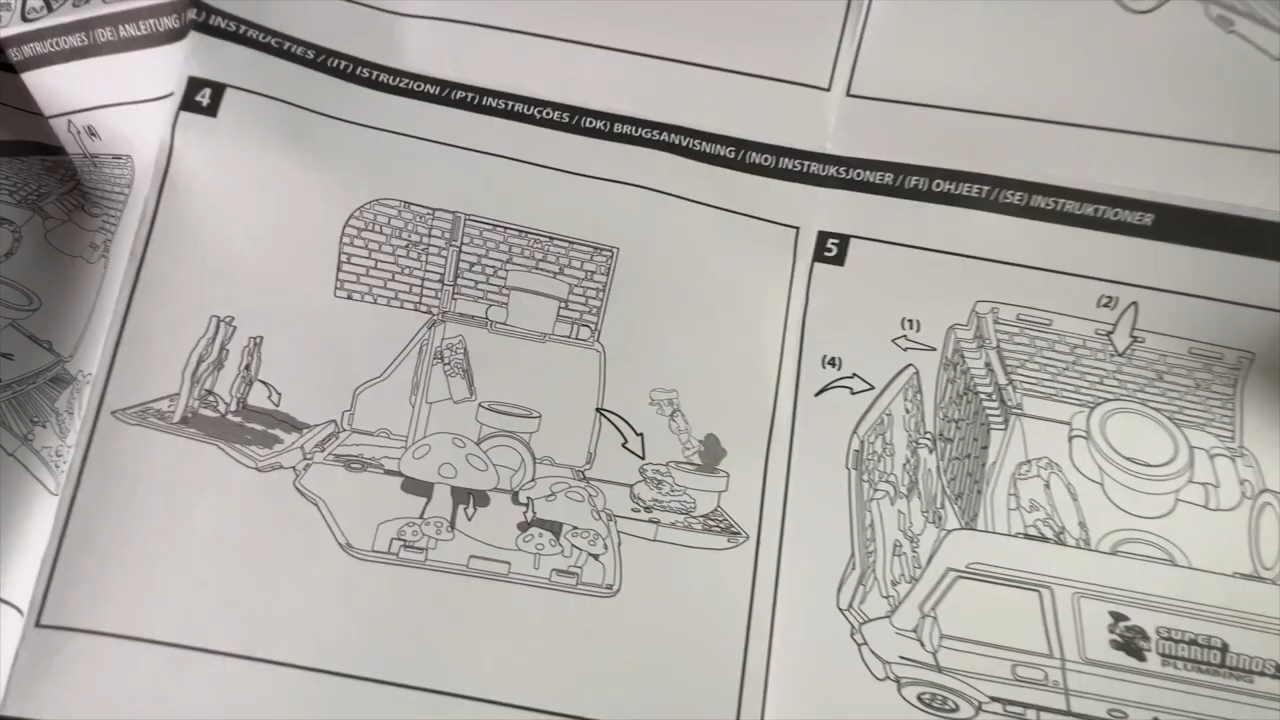 (ES) INTRUCCIONES / (DE) ANLEITUNG / (NL) INSTRUCTIES / (IT) ISTRUZIONI / (PT) INSTRUÇÕES / (DK) BRUGSANVISNING / (NO) INSTRUKSJONER / (FI) OHJEET / (SE) INSTRUKTIONER
(4)
4
5
(1)
(2)
(4)
SUPER
MARIO BROS.
PLUMBING